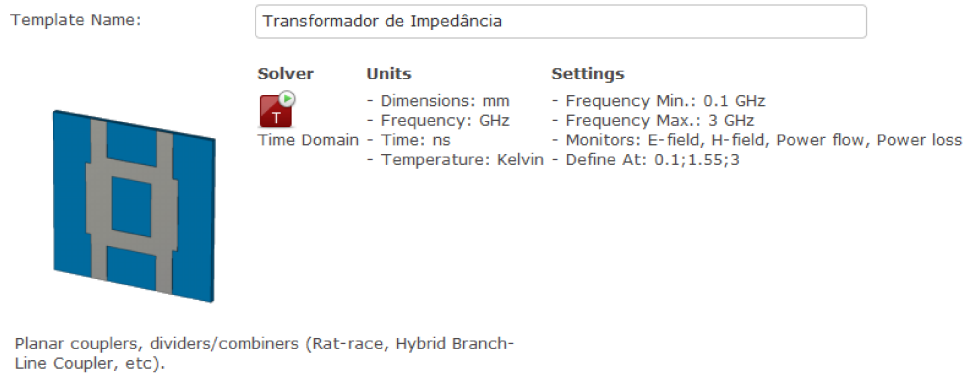 Template Name: Transformador de Impedância
Solver Units Settings
- Dimensions: mm - Frequency Min.: 0.1 GHz
- Frequency: GHz - Frequency Max.: 3 GHz
T
Time Domain - Time: ns - Monitors: E-field, H-field, Power flow, Power loss
- Temperature: Kelvin - Define At: 0.1;1.55;3
Planar couplers, dividers/combiners (Rat-race, Hybrid Branch-
Line Coupler, etc).